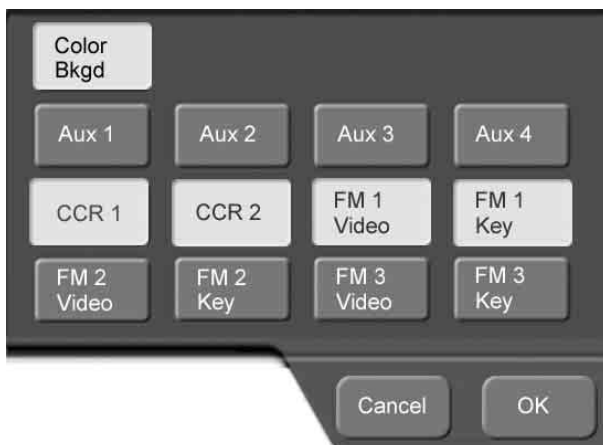 Color
Bkgd
Aux 1
Aux 2
Aux 3
Aux 4
CCR 1
CCR 2
FM 1
Video
FM 1
Key
FM 2
Video
FM 2
Key
FM 3
Video
FM 3
Key
Cancel
OK